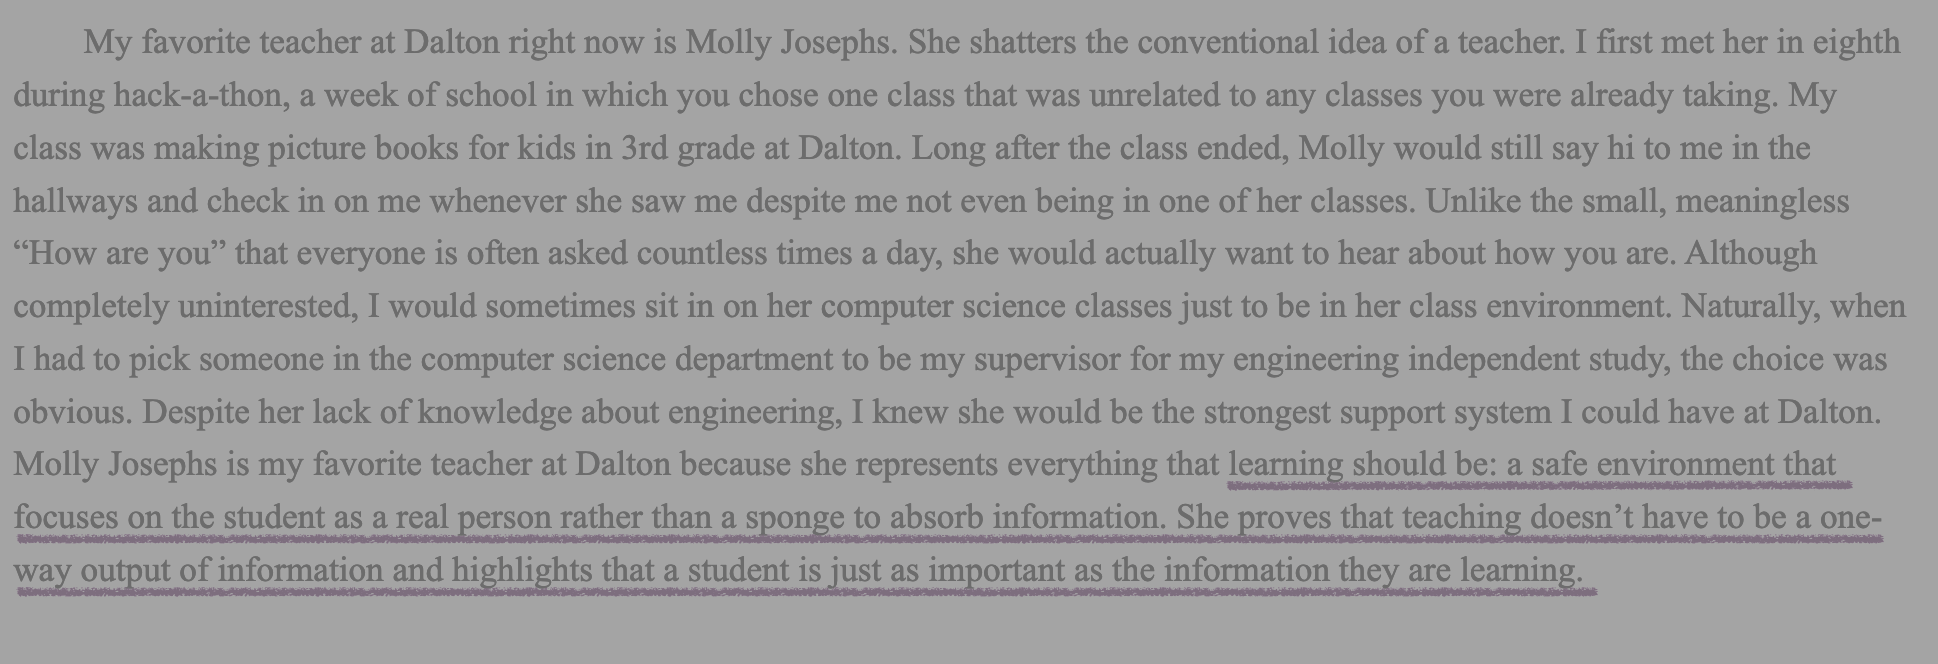 My favorite teacher at Dalton right now is Molly Josephs. She shatters the conventional idea of a teacher. I first met her in eighth
during hack-a-thon, a week of school in which you chose one class that was unrelated to any classes you were already taking. My
class was making picture books for kids in 3rd grade at Dalton. Long after the class ended, Molly would still say hi to me in the
hallways and check in on me whenever she saw me despite me not even being in one of her classes. Unlike the small, meaningless
“How are you” that everyone is often asked countless times a day, she would actually want to hear about how you are. Although
completely uninterested, I would sometimes sit in on her computer science classes just to be in her class environment. Naturally, when
I had to pick someone in the computer science department to be my supervisor for my engineering independent study, the choice was
obvious. Despite her lack of knowledge about engineering, I knew she would be the strongest support system I could have at Dalton.
Molly Josephs is my favorite teacher at Dalton because she represents everything that learning should be: a safe environment that
focuses on the student as a real person rather than a sponge to absorb information. She proves that teaching doesn’t have to be a one-
way output of information and highlights that a student is just as important as the information they are learning.